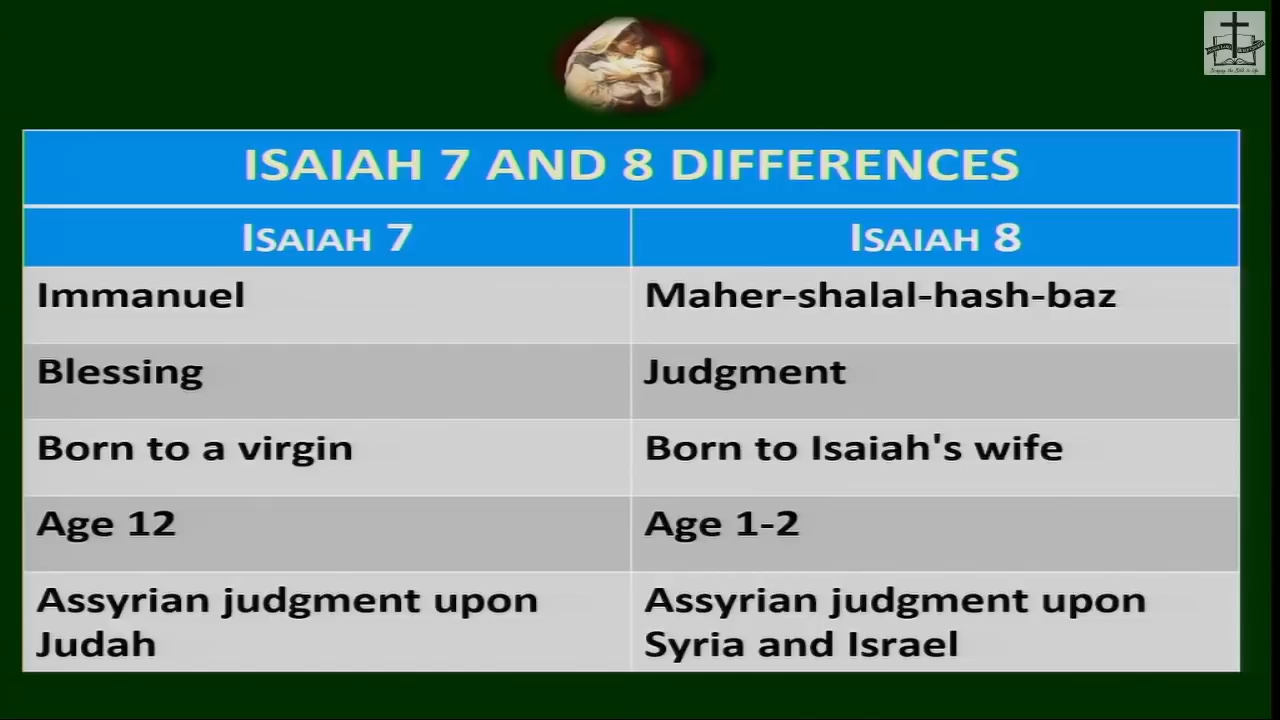 ISAIAH 7 AND 8 DIFFERENCES
ISAIAH 7
ISAIAH 8
Immanuel
Maher-shalal-hash-baz
Blessing
Judgment
Born to a virgin
Born to Isaiah's wife
Age 12
Age 1-2
Assyrian judgment upon
Judah
Assyrian judgment upon
Syria and Israel